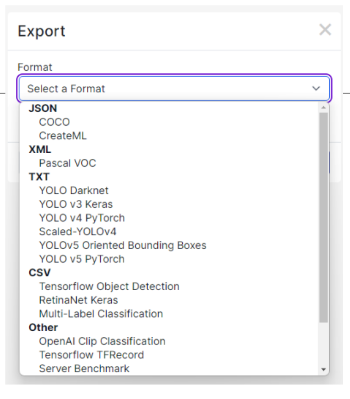 Export
Format
Select a Format
JSON
COCO
CreateML
XML
Pascal VOC
TXT
YOLO Darknet
YOLO v3 Keras
YOLO v4 PyTorch
Scaled-YOLOv4
YOLOv5 Oriented Bounding Boxes
YOLO v5 PyTorch
CSV
Tensorflow Object Detection
RetinaNet Keras
Multi-Label Classification
Other
OpenAI Clip Classification
Tensorflow TFRecord
Server Benchmark